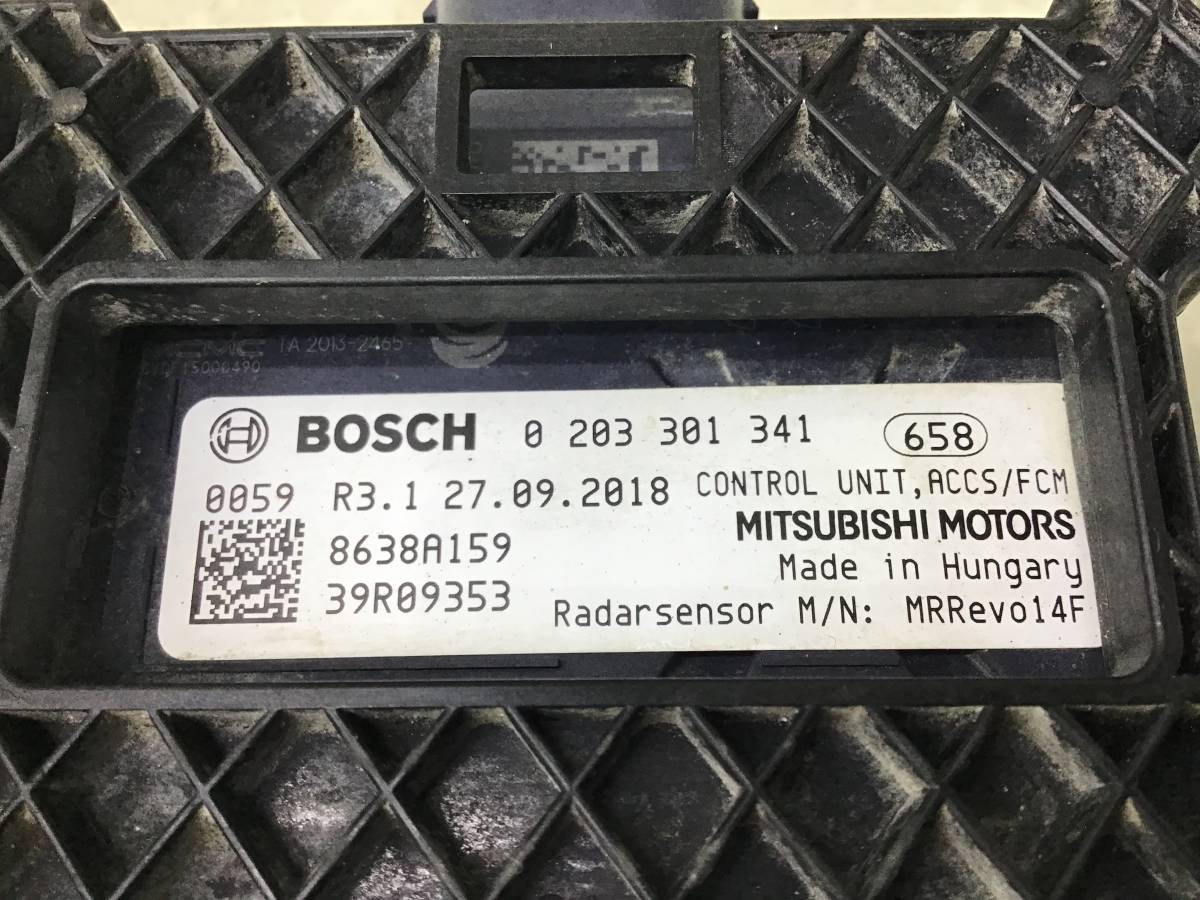 TA 2013-2465
BOSCH 0 203 301 341 658
0059 R3.1 27.09.2018 CONTROL UNIT,ACCS/FCM
MITSUBISHI MOTORS
8638A159
Made in Hungary
39R09353
Radarsensor M/N: MRRevo14F